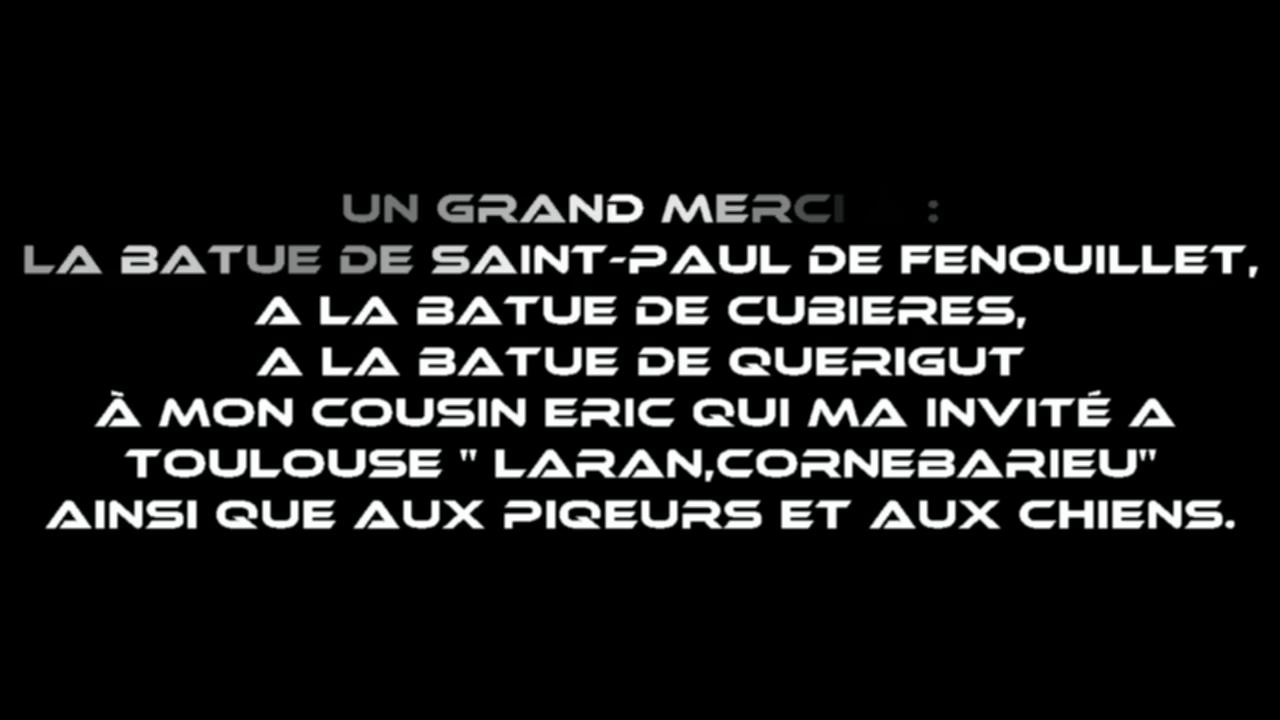 UN GRAND MERCI :
LA BATUE DE SAINT-PAUL DE FENOUILLET,
A LA BATUE DE CUBIERES,
A LA BATUE DE QUERIGUT
À MON COUSIN ERIC QUI MA INVITÉ A
TOULOUSE " LARAN,CORNEBARIEU"
AINSI QUE AUX PIQEURS ET AUX CHIENS.